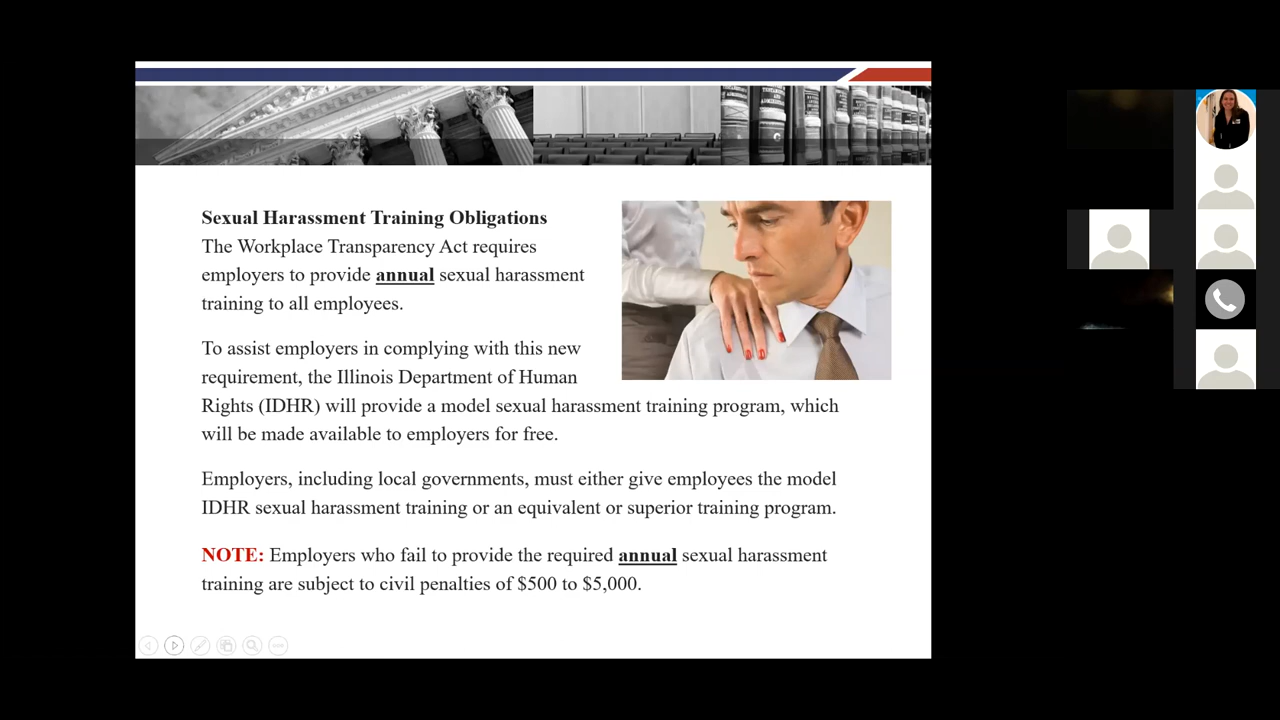 Sexual Harassment Training Obligations
The Workplace Transparency Act requires
employers to provide annual sexual harassment
training to all employees.
To assist employers in complying with this new
requirement, the Illinois Department of Human
Rights (IDHR) will provide a model sexual harassment training program, which
will be made available to employers for free.
Employers, including local governments, must either give employees the model
IDHR sexual harassment training or an equivalent or superior training program.
NOTE: Employers who fail to provide the required annual sexual harassment
training are subject to civil penalties of $500 to $5,000.